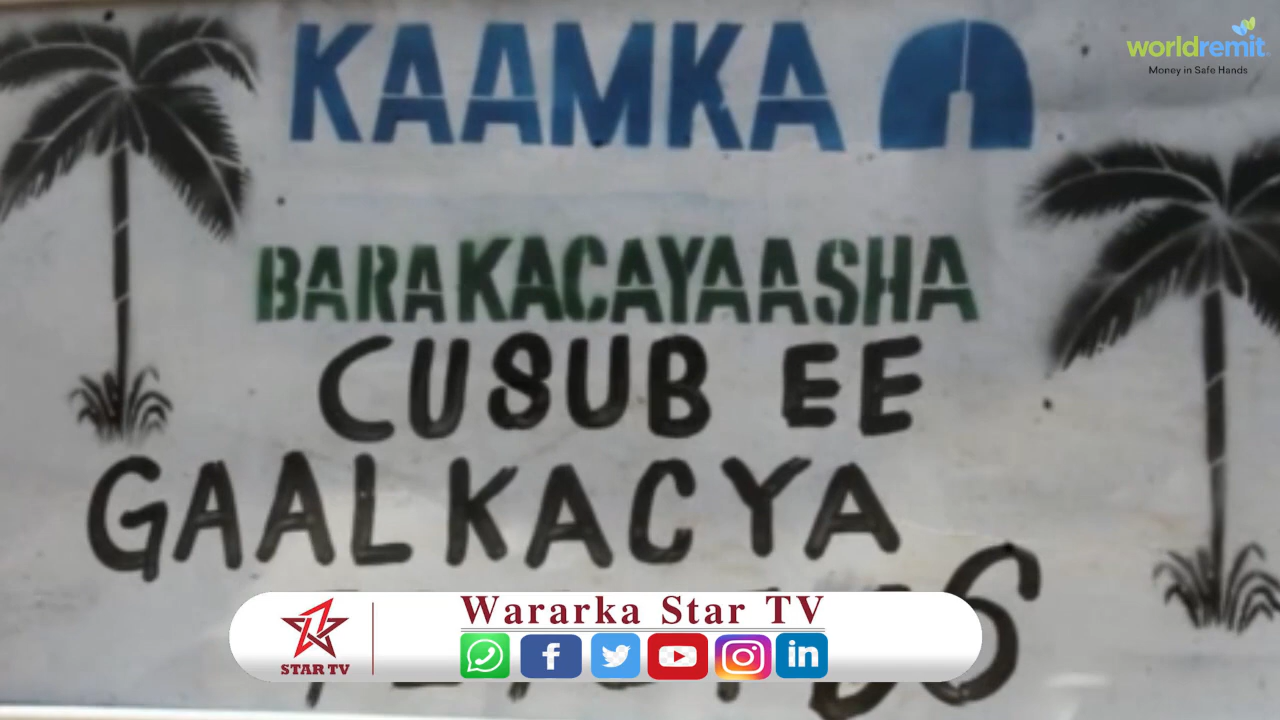 KAAMKA
worldremit
Money in Safe Hands
BARAKACAYAASHA
CUSUB EE
GAALKACYA
Wararka Star TV
STAR TV